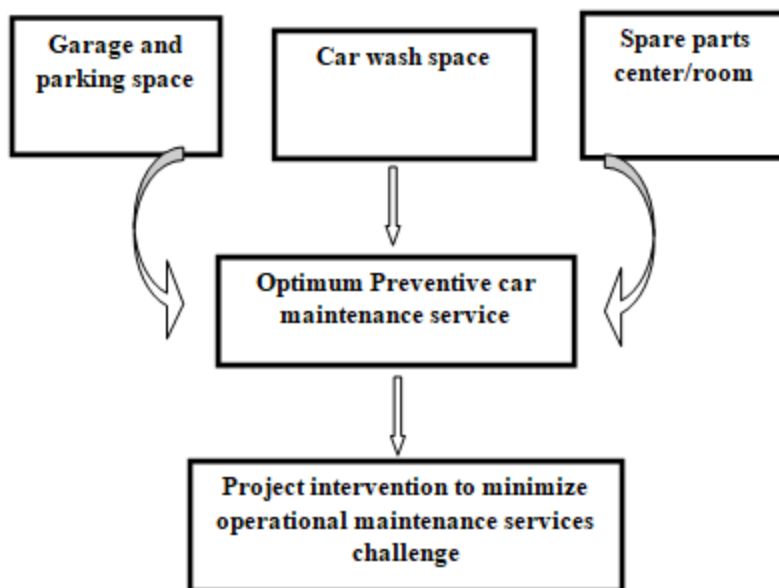 Garage and
parking space
Car wash space
Spare parts
center/room
Optimum Preventive car
maintenance service
Project intervention to minimize
operational maintenance services
challenge